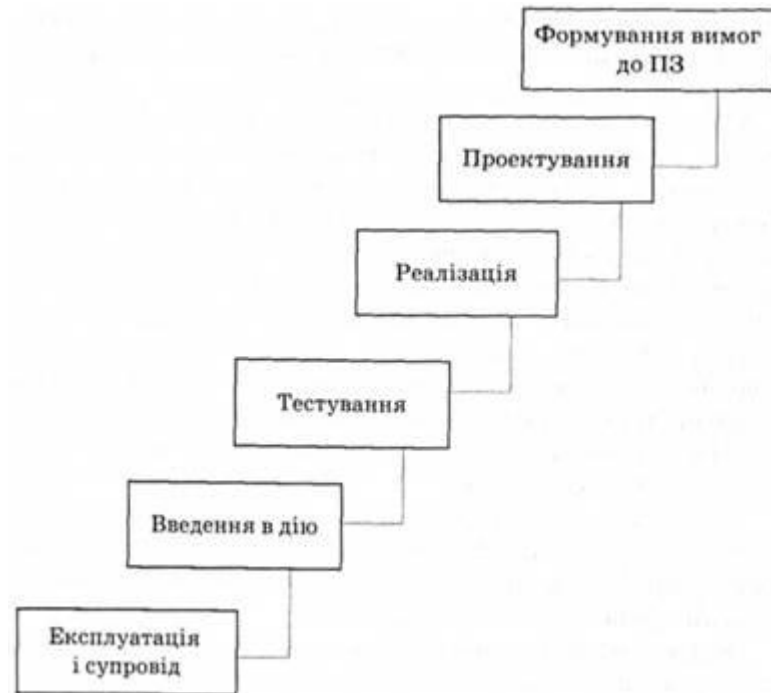 Формування вимог
до ПЗ
Проектування
Реалізація
Тестування
Введення в дію
Експлуатація
і супровід